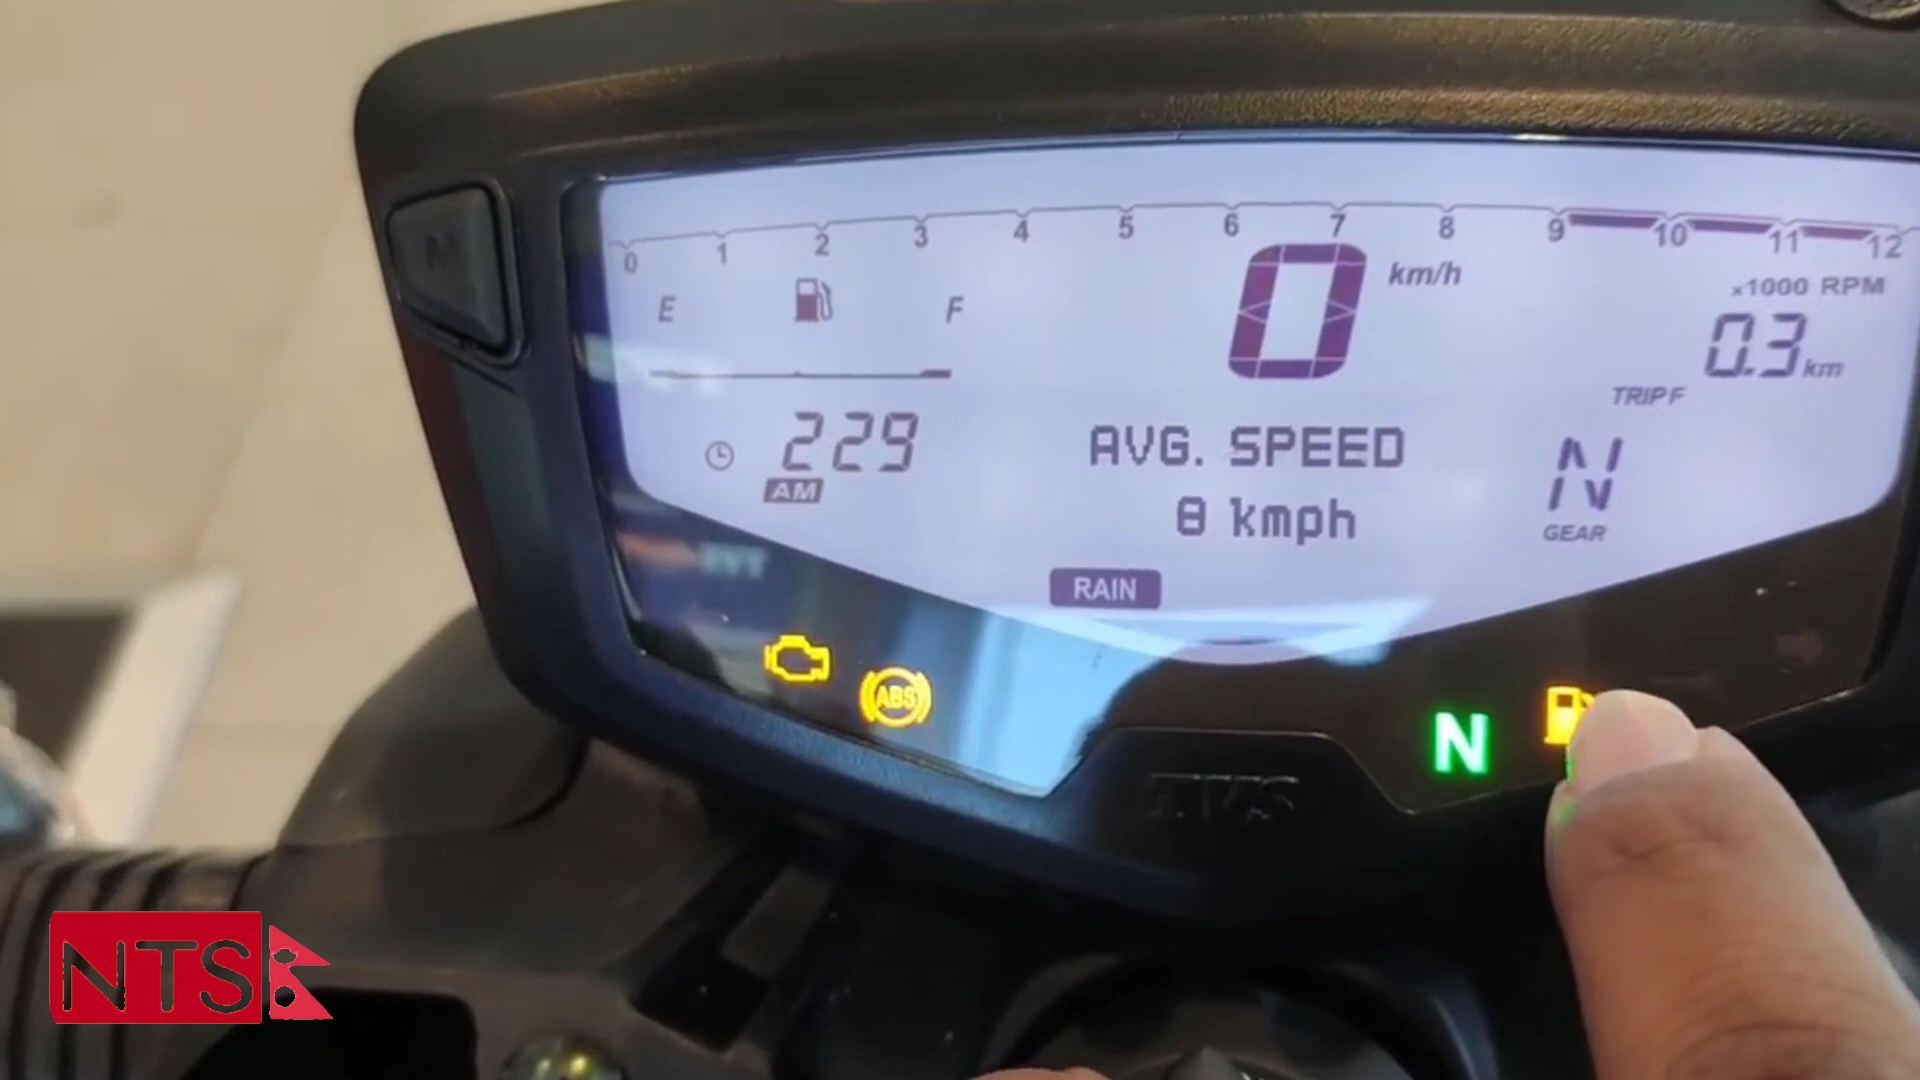 0 1 2 3 4 5 6 7 8 9 10 11 12
x1000 RPM
E F
0 km/h
0.3 km
TRIP F
229
AM
AVG. SPEED
8 kmph
N
GEAR
RAIN
ABS
N
TVS
M
NTS